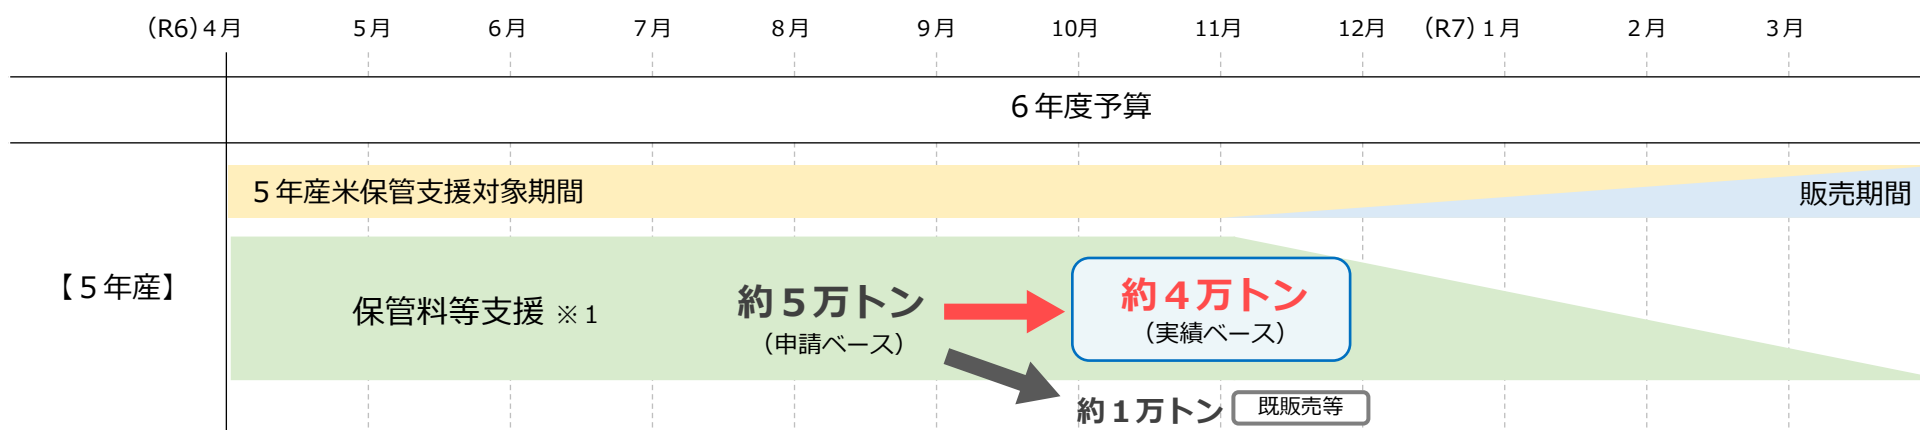 （R6）４月 ５月 ６月 ７月 ８月 ９月 10月 11月 12月 （R7）１月 ２月 ３月
６年度予算
５年産米保管支援対象期間
販売期間
【５年産】
保管料等支援 ※１
約５万トン
（申請ベース）
約４万トン
（実績ベース）
約１万トン 既販売等